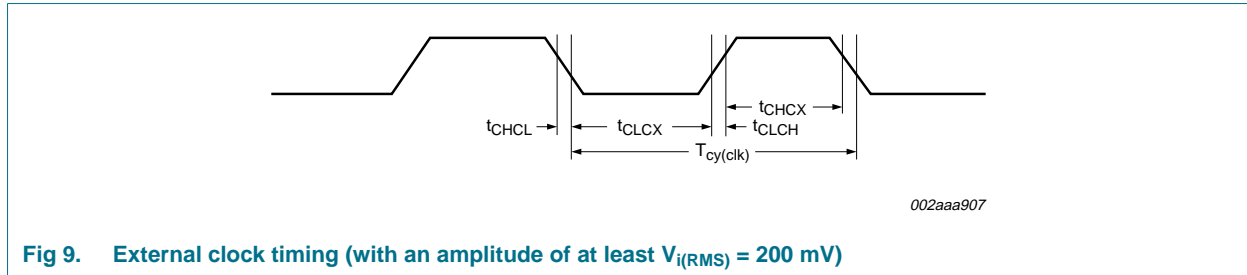 tCHCX
tCHCL
tCLCX
tCLCH
Tcy(clk)
002aaa907
Fig 9. External clock timing (with an amplitude of at least Vi(RMS) = 200 mV)